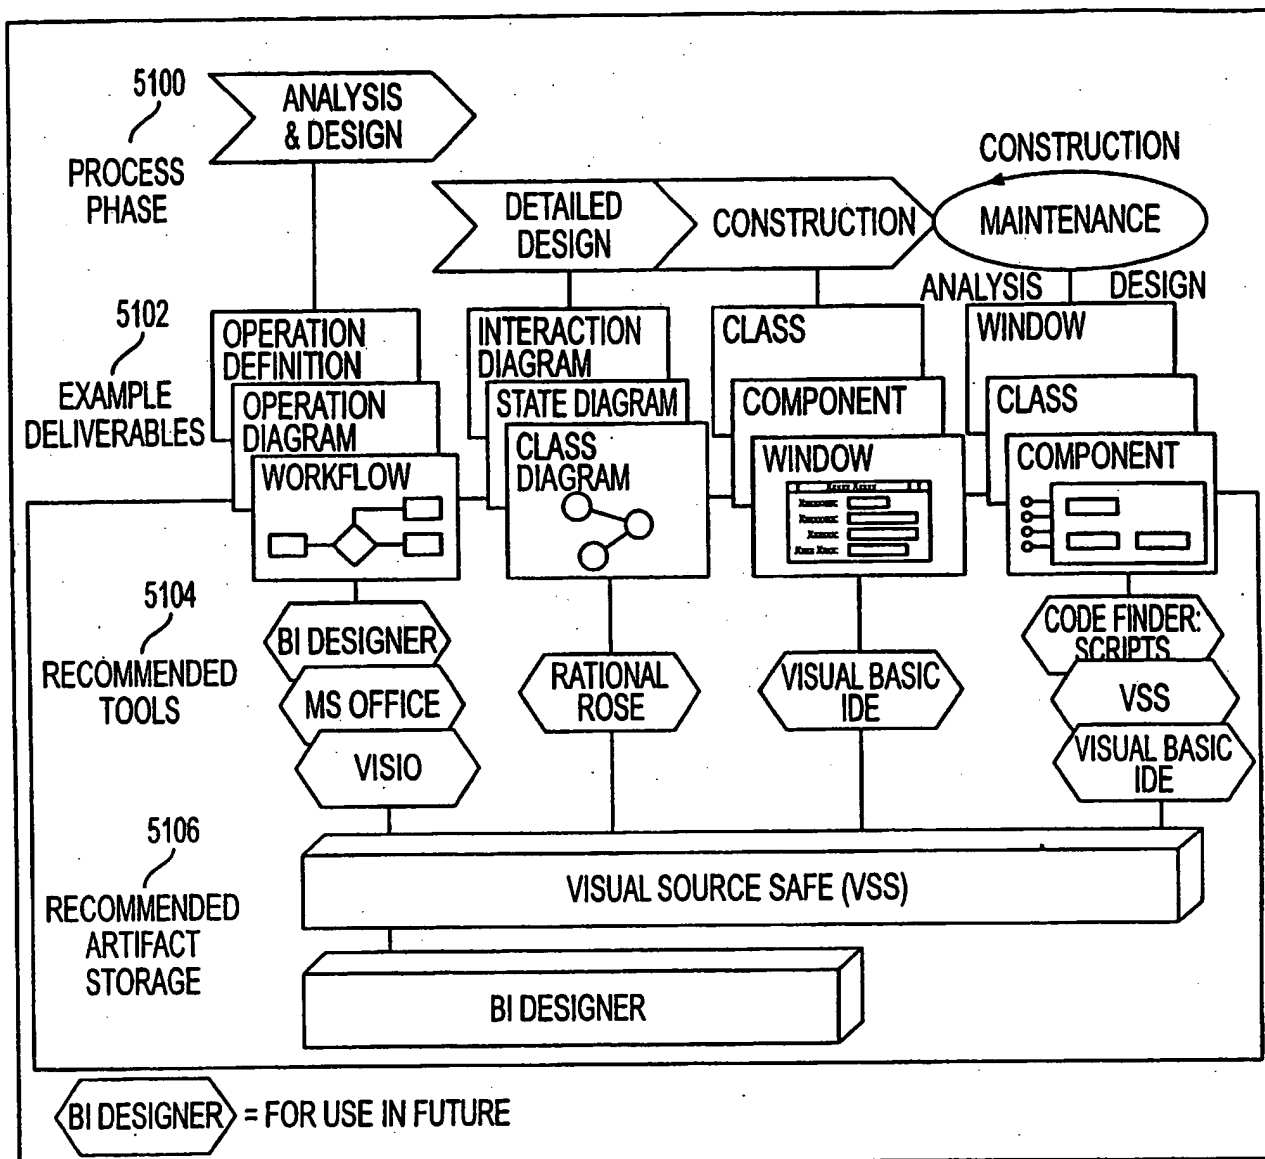 5100
PROCESS
PHASE
ANALYSIS
& DESIGN
DETAILED
DESIGN
CONSTRUCTION
CONSTRUCTION
MAINTENANCE
ANALYSIS
DESIGN
5102
EXAMPLE
DELIVERABLES
OPERATION
DEFINITION
OPERATION
DIAGRAM
WORKFLOW
INTERACTION
DIAGRAM
STATE DIAGRAM
CLASS
DIAGRAM
CLASS
COMPONENT
WINDOW
WINDOW
CLASS
COMPONENT
5104
RECOMMENDED
TOOLS
BI DESIGNER
MS OFFICE
VISIO
RATIONAL
ROSE
VISUAL BASIC
IDE
CODE FINDER:
SCRIPTS
VSS
VISUAL BASIC
IDE
5106
RECOMMENDED
ARTIFACT
STORAGE
VISUAL SOURCE SAFE (VSS)
BI DESIGNER
BI DESIGNER = FOR USE IN FUTURE